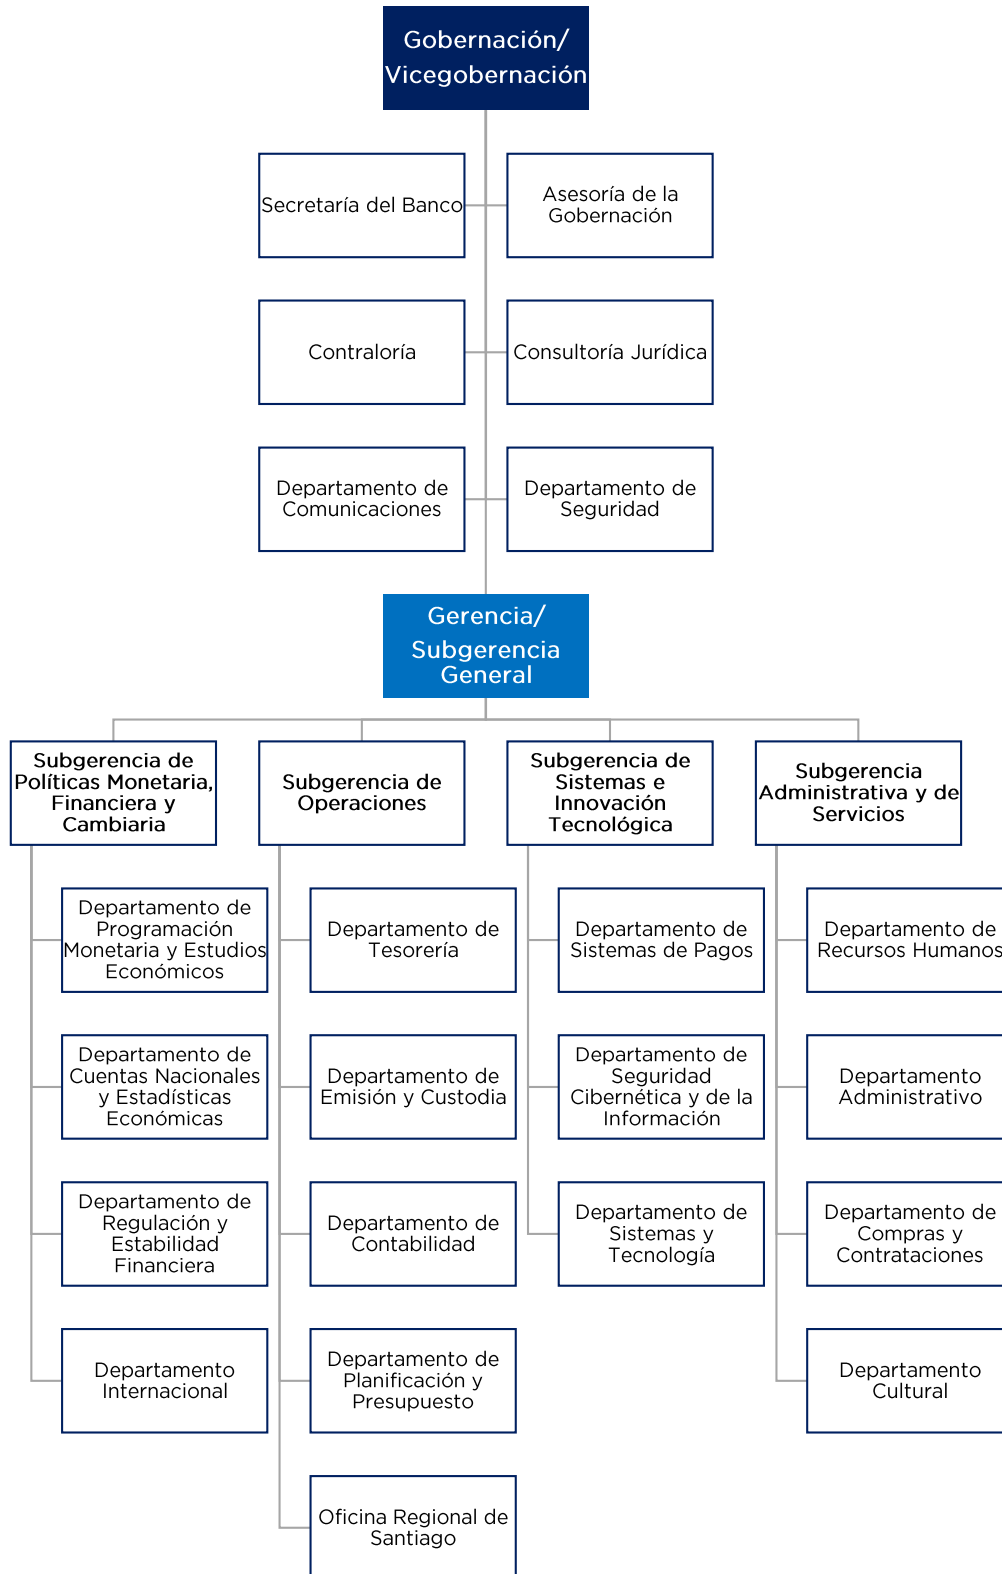 Gobernación/
Vicegobernación
Secretaría del Banco
Asesoría de la
Gobernación
Contraloría
Consultoría Jurídica
Departamento de
Comunicaciones
Departamento de
Seguridad
Gerencia/
Subgerencia
General
Subgerencia de
Políticas Monetaria,
Financiera y
Cambiaria
Subgerencia de
Operaciones
Subgerencia de
Sistemas e
Innovación
Tecnológica
Subgerencia
Administrativa y de
Servicios
Departamento de
Programación
Monetaria y Estudios
Económicos
Departamento de
Tesorería
Departamento de
Sistemas de Pagos
Departamento de
Recursos Humanos
Departamento de
Cuentas Nacionales
y Estadísticas
Económicas
Departamento de
Emisión y Custodia
Departamento de
Seguridad
Cibernética y de la
Información
Departamento
Administrativo
Departamento de
Regulación y
Estabilidad
Financiera
Departamento de
Contabilidad
Departamento de
Sistemas y
Tecnología
Departamento de
Compras y
Contrataciones
Departamento
Internacional
Departamento de
Planificación y
Presupuesto
Departamento
Cultural
Oficina Regional de
Santiago